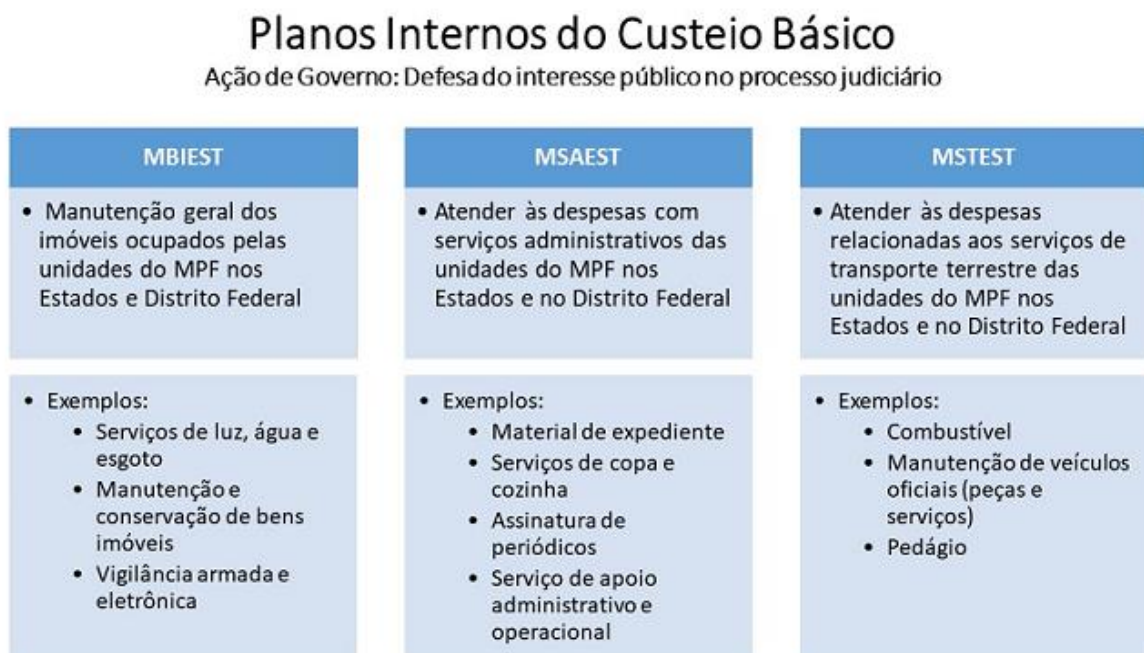 Planos Internos do Custeio Básico
Ação de Governo: Defesa do interesse público no processo judiciário
MBIEST
• Manutenção geral dos
imóveis ocupados pelas
unidades do MPF nos
Estados e Distrito Federal
• Exemplos:
• Serviços de luz, água e
esgoto
• Manutenção e
conservação de bens
imóveis
• Vigilância armada e
eletrônica
MSAEST
• Atender às despesas com
serviços administrativos das
unidades do MPF nos
Estados e no Distrito Federal
• Exemplos:
• Material de expediente
• Serviços de copa e
cozinha
• Assinatura de
periódicos
• Serviço de apoio
administrativo e
operacional
MSTEST
• Atender às despesas
relacionadas aos serviços de
transporte terrestre das
unidades do MPF nos
Estados e no Distrito Federal
• Exemplos:
• Combustível
• Manutenção de veículos
oficiais (peças e
serviços)
• Pedágio